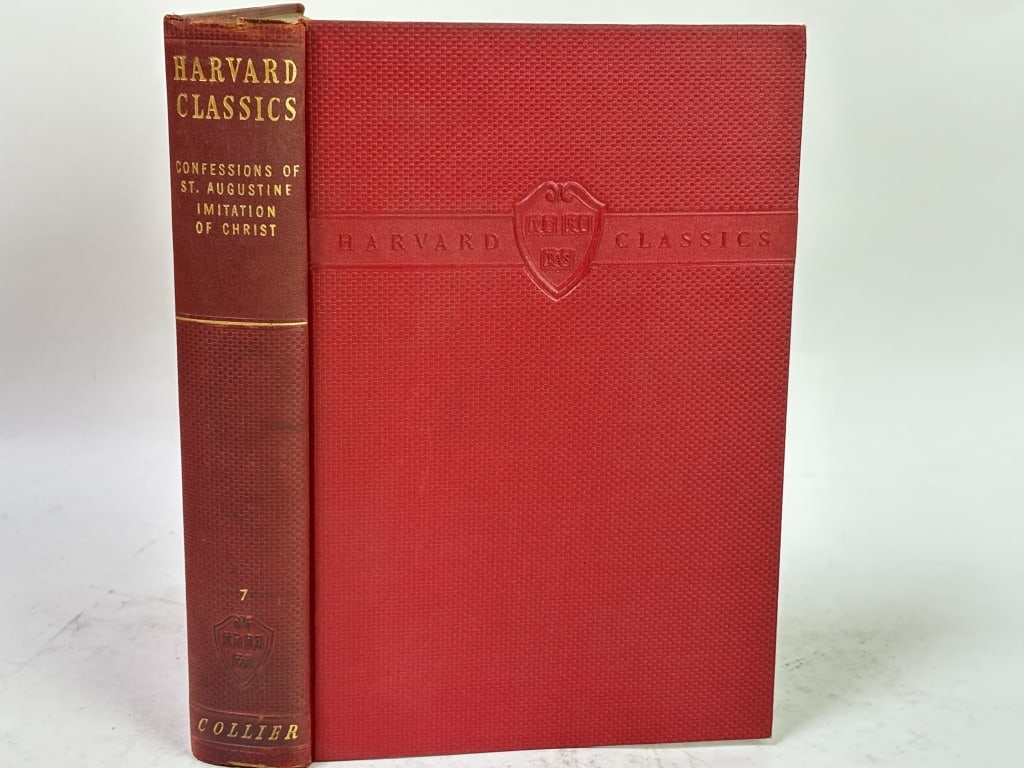 HARVARD
CLASSICS
CONFESSIONS OF
ST. AUGUSTINE
IMITATION
OF CHRIST
7
COLLIER
HARVARD CLASSICS